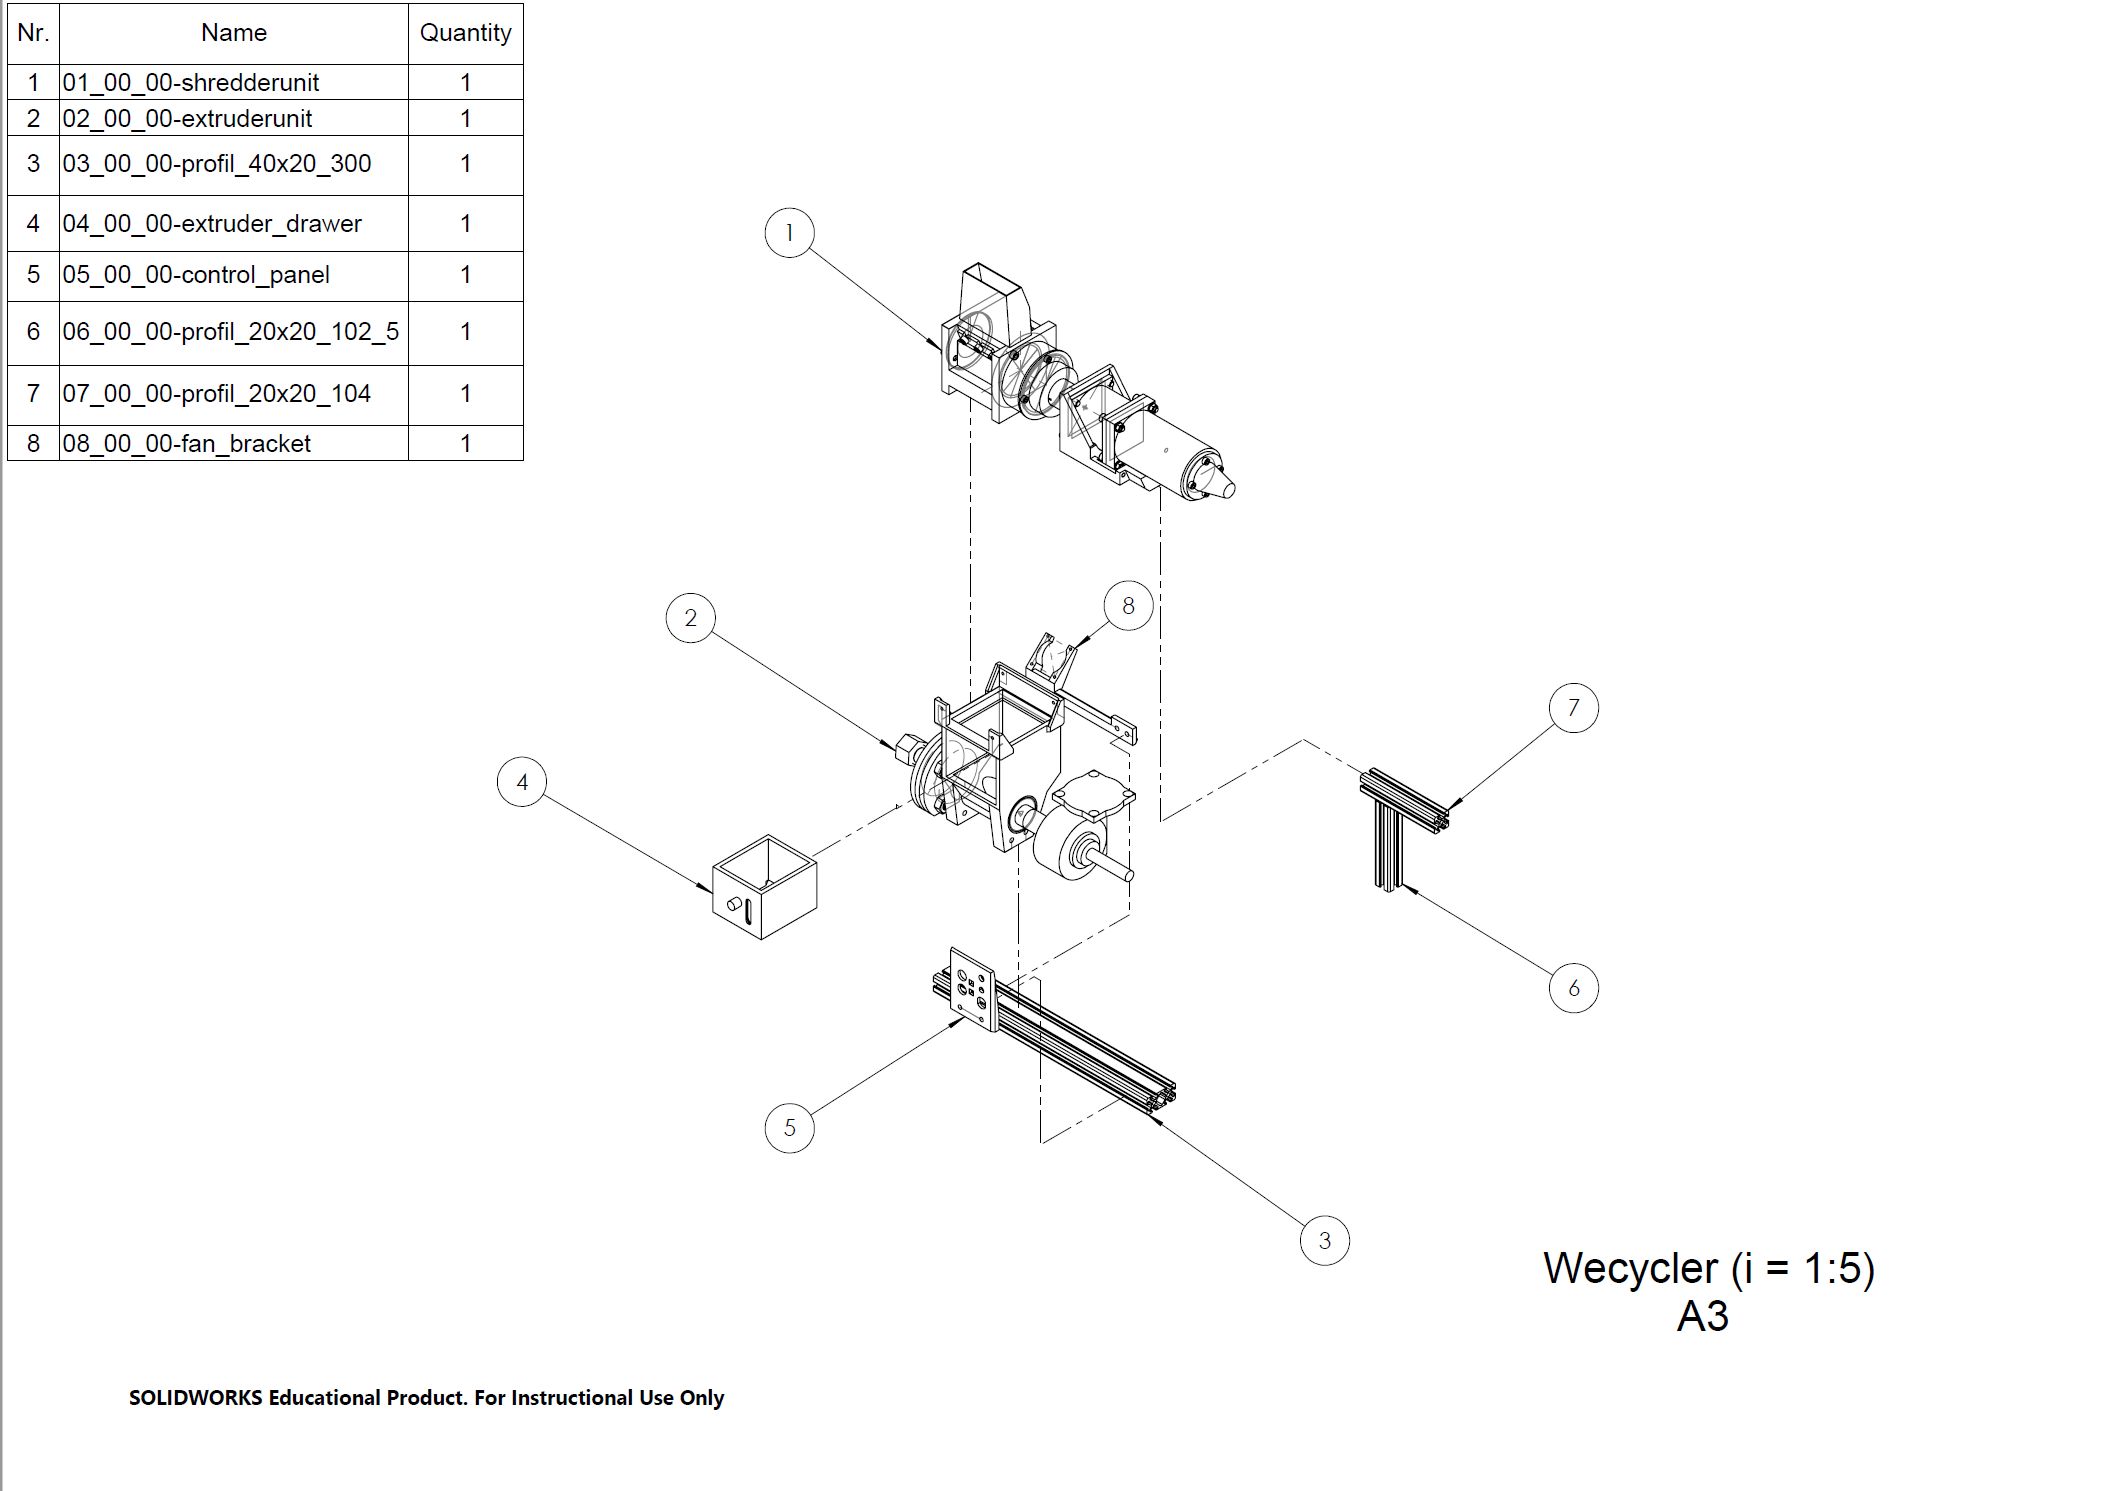 Nr. Name Quantity
1 01_00_00-shredderunit 1
2 02_00_00-extruderunit 1
3 03_00_00-profil_40x20_300 1
4 04_00_00-extruder_drawer 1
5 05_00_00-control_panel 1
6 06_00_00-profil_20x20_102_5 1
7 07_00_00-profil_20x20_104 1
8 08_00_00-fan_bracket 1
1
8
2
7
4
6
5
3
Wecycler (i = 1:5)
A3
SOLIDWORKS Educational Product. For Instructional Use Only